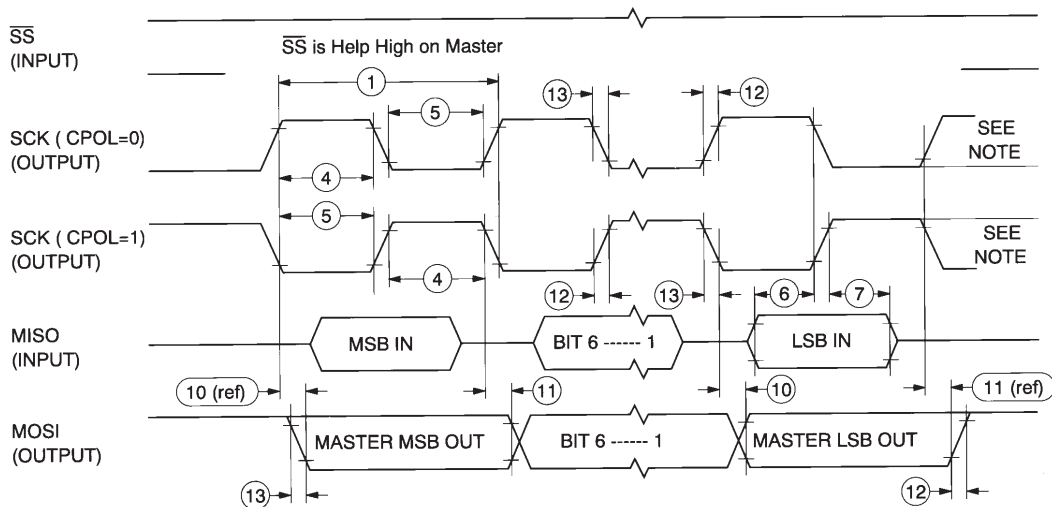 SS
(INPUT)
SS is Help High on Master
1
13
12
5
SCK ( CPOL=0)
(OUTPUT)
SEE
NOTE
4
5
SCK ( CPOL=1)
(OUTPUT)
SEE
NOTE
4
12
13
6
7
MISO
(INPUT)
MSB IN
BIT 6 ------ 1
LSB IN
10 (ref)
11
10
11 (ref)
MOSI
(OUTPUT)
MASTER MSB OUT
BIT 6 ------ 1
MASTER LSB OUT
13
12